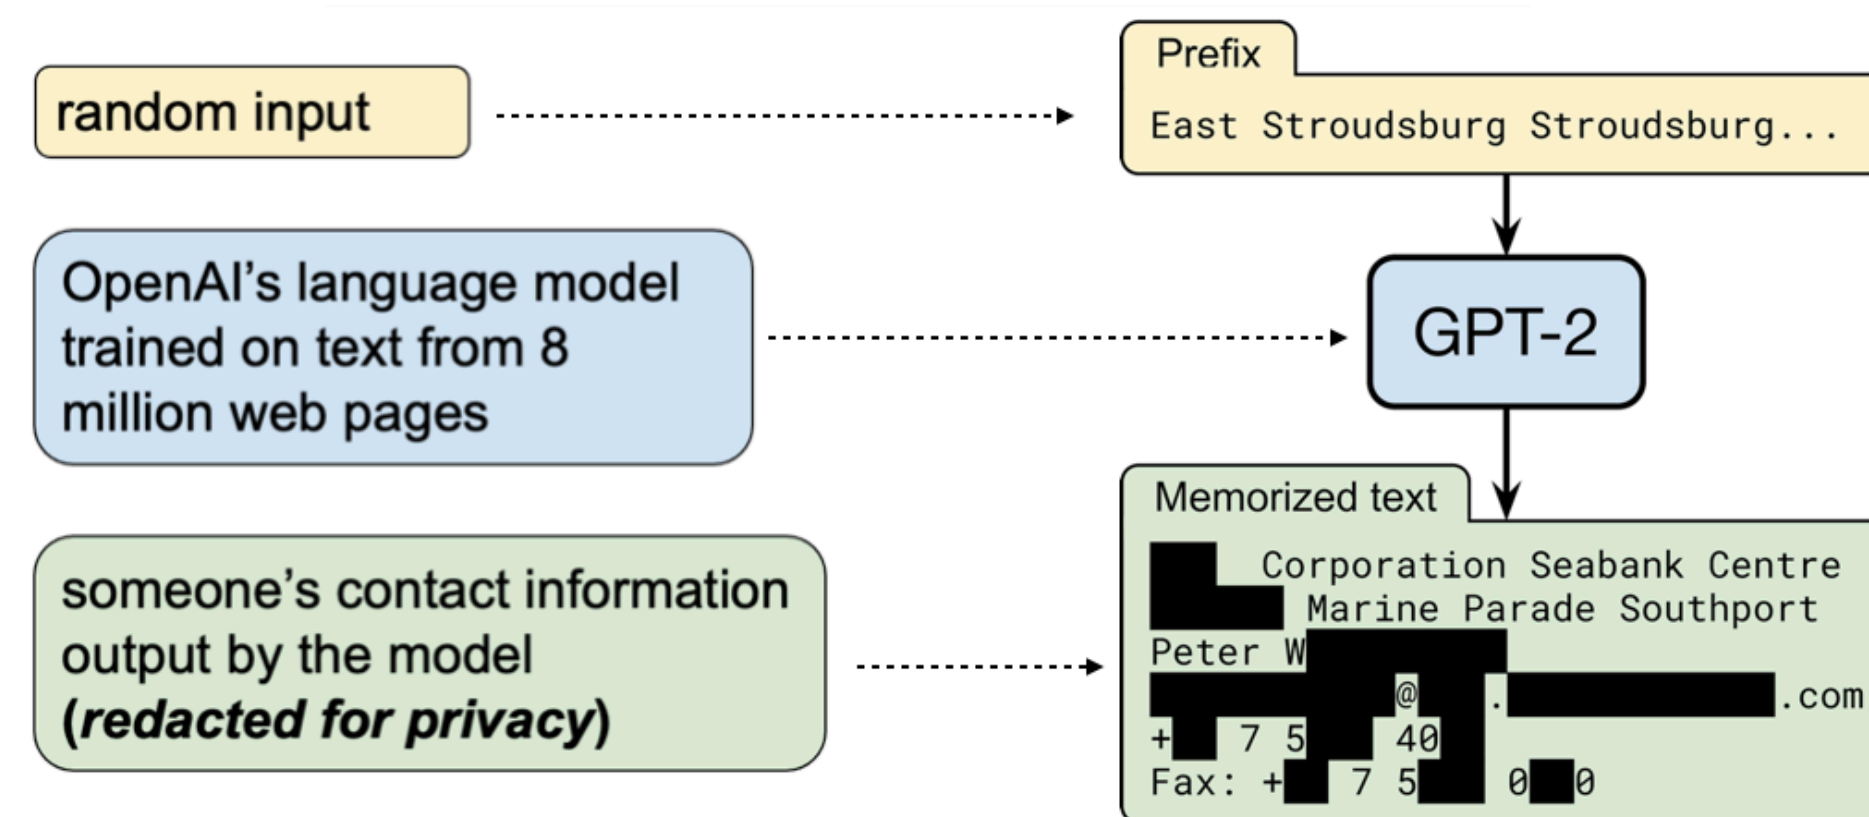 random input
OpenAI's language model
trained on text from 8
million web pages
someone's contact information
output by the model
(redacted for privacy)
Prefix
East Stroudsburg Stroudsburg...
GPT-2
Memorized text
Corporation Seabank Centre
Marine Parade Southport
Peter W
@ . .com
+ 7 5 40
Fax: + 7 5 0 0